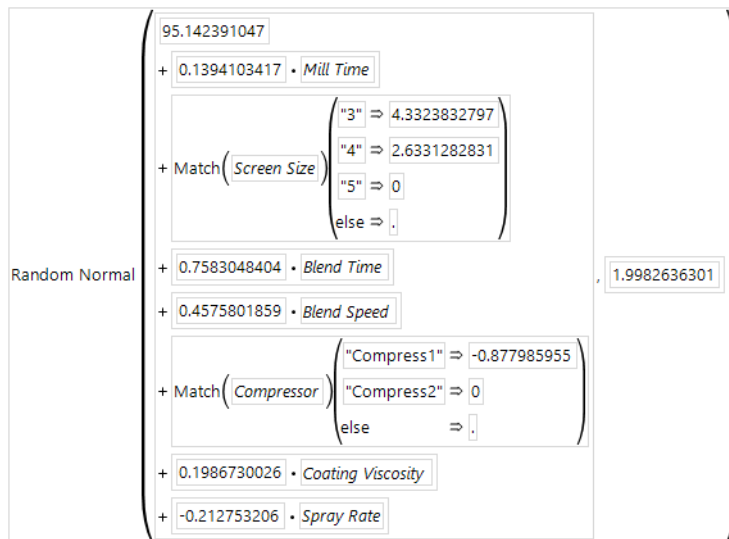 95.142391047
+ 0.1394103417 • Mill Time
"3" ⇒ 4.3323832797
+ Match(Screen Size) "4" ⇒ 2.6331282831
"5" ⇒ 0
else ⇒ .
Random Normal + 0.7583048404 • Blend Time , 1.9982636301
+ 0.4575801859 • Blend Speed
"Compress1" ⇒ -0.877985955
+ Match(Compressor) "Compress2" ⇒ 0
else ⇒ .
+ 0.1986730026 • Coating Viscosity
+ -0.212753206 • Spray Rate